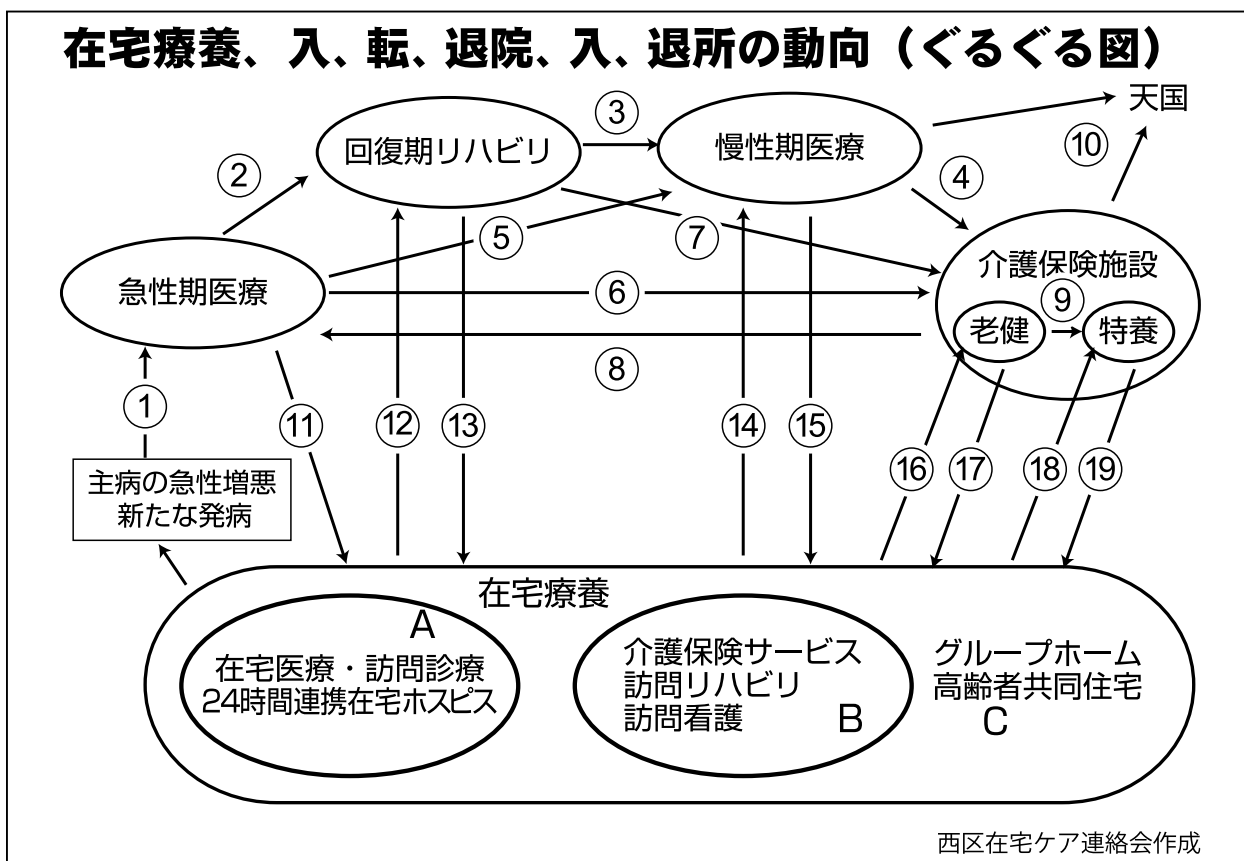 在宅療養、入、転、退院、入、退所の動向（ぐるぐる図）
天国
③
回復期リハビリ
慢性期医療
⑩
②
④
⑤
⑦
急性期医療
⑥
介護保険施設
⑨
老健
特養
⑧
①
⑪
⑫
⑬
⑭
⑮
⑯
⑰
⑱
⑲
主病の急性増悪
新たな発病
在宅療養
A
在宅医療・訪問診療
24時間連携在宅ホスピス
介護保険サービス
訪問リハビリ
訪問看護
B
グループホーム
高齢者共同住宅
C
西区在宅ケア連絡会作成